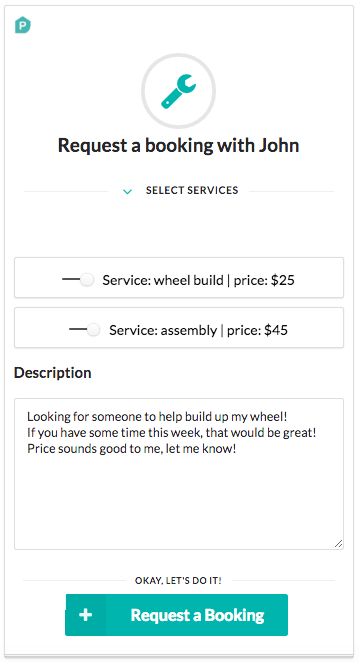 P
Request a booking with John
SELECT SERVICES
Service: wheel build | price: $25
Service: assembly | price: $45
Description
Looking for someone to help build up my wheel!
If you have some time this week, that would be great!
Price sounds good to me, let me know!
OKAY, LET'S DO IT!
+ Request a Booking